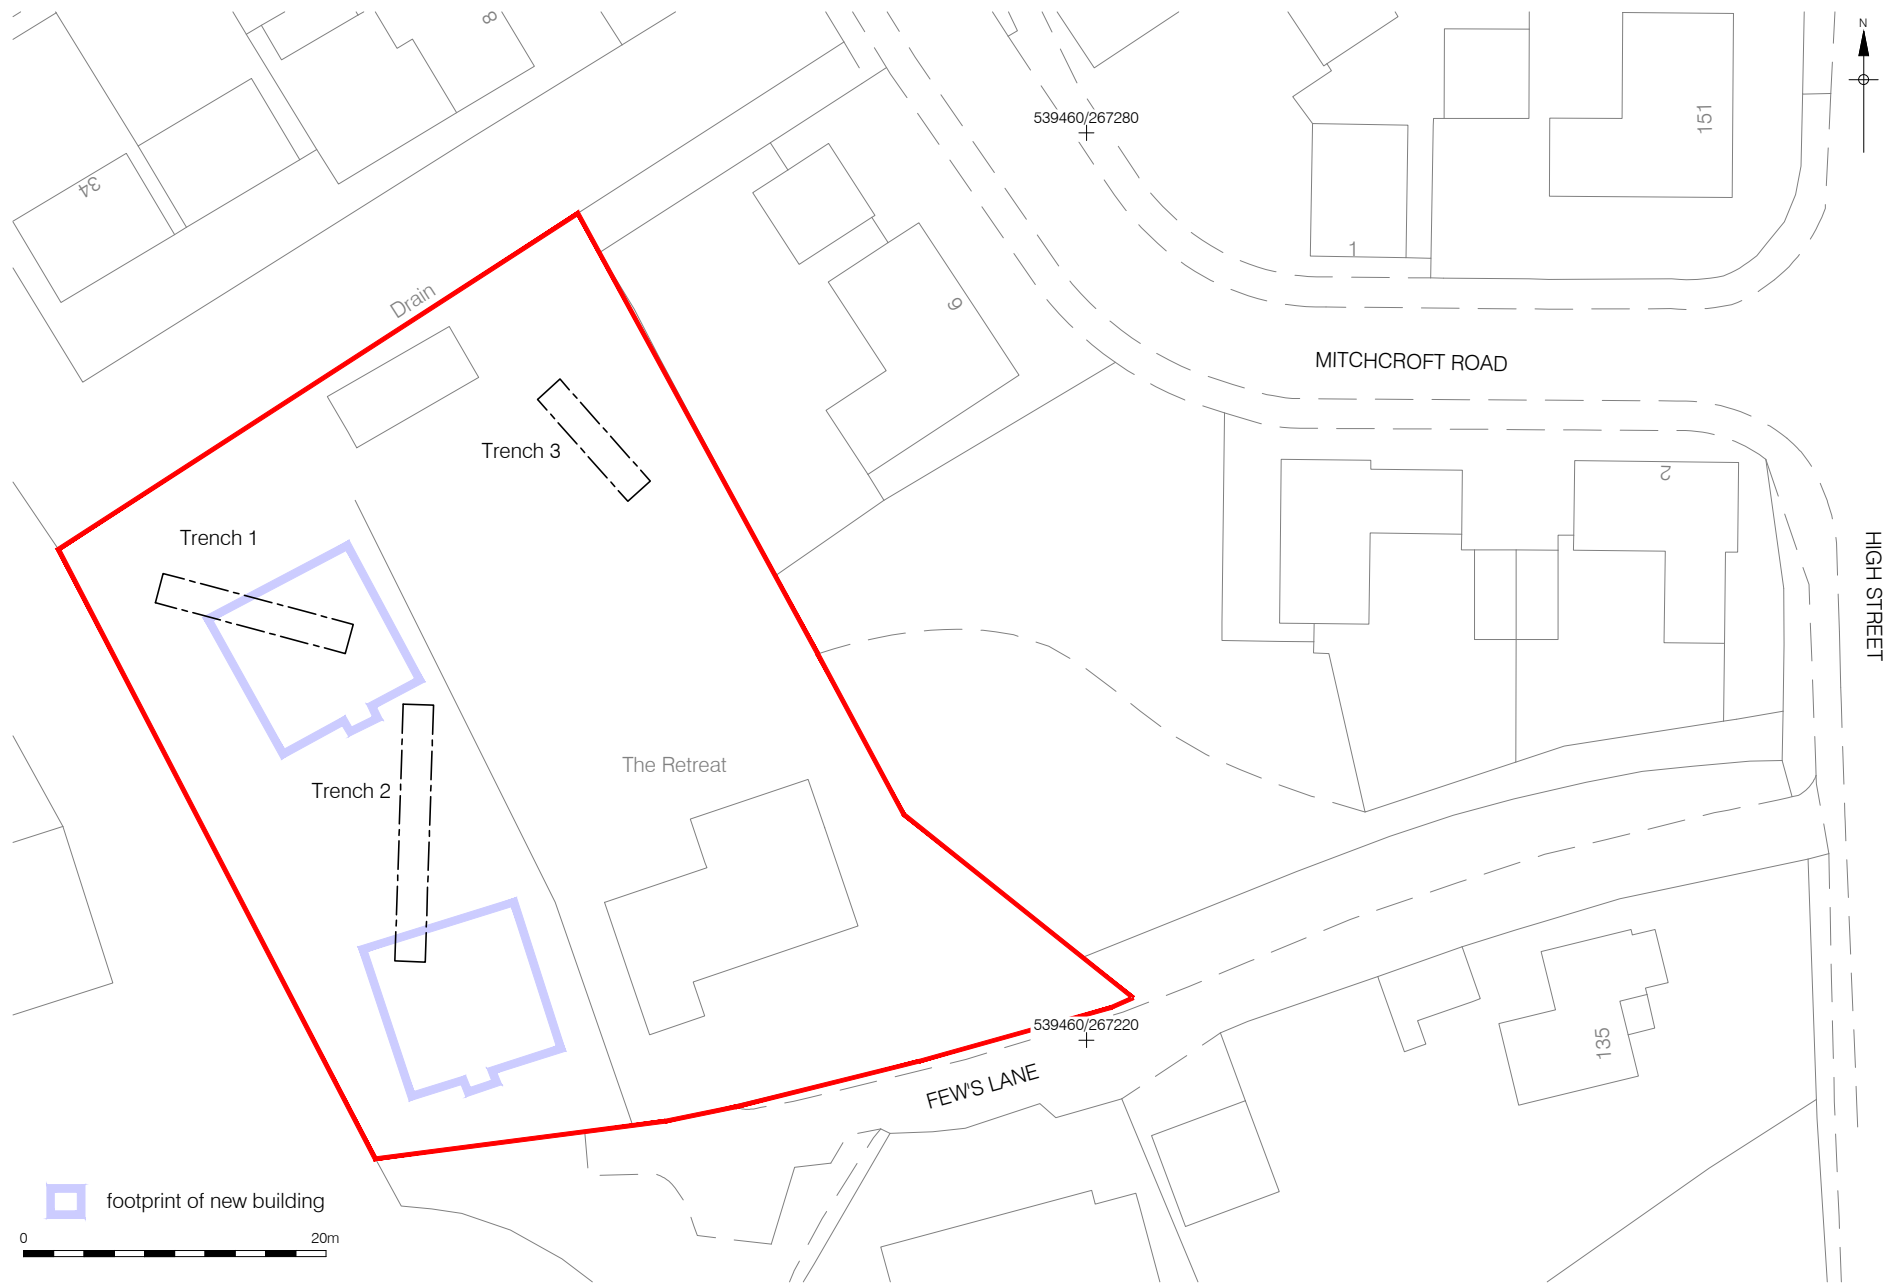 8
N
539460/267280
151
34
1
Drain
9
MITCHCROFT ROAD
Trench 3
2
Trench 1
HIGH STREET
The Retreat
Trench 2
539460/267220
135
FEW'S LANE
footprint of new building
0 20m